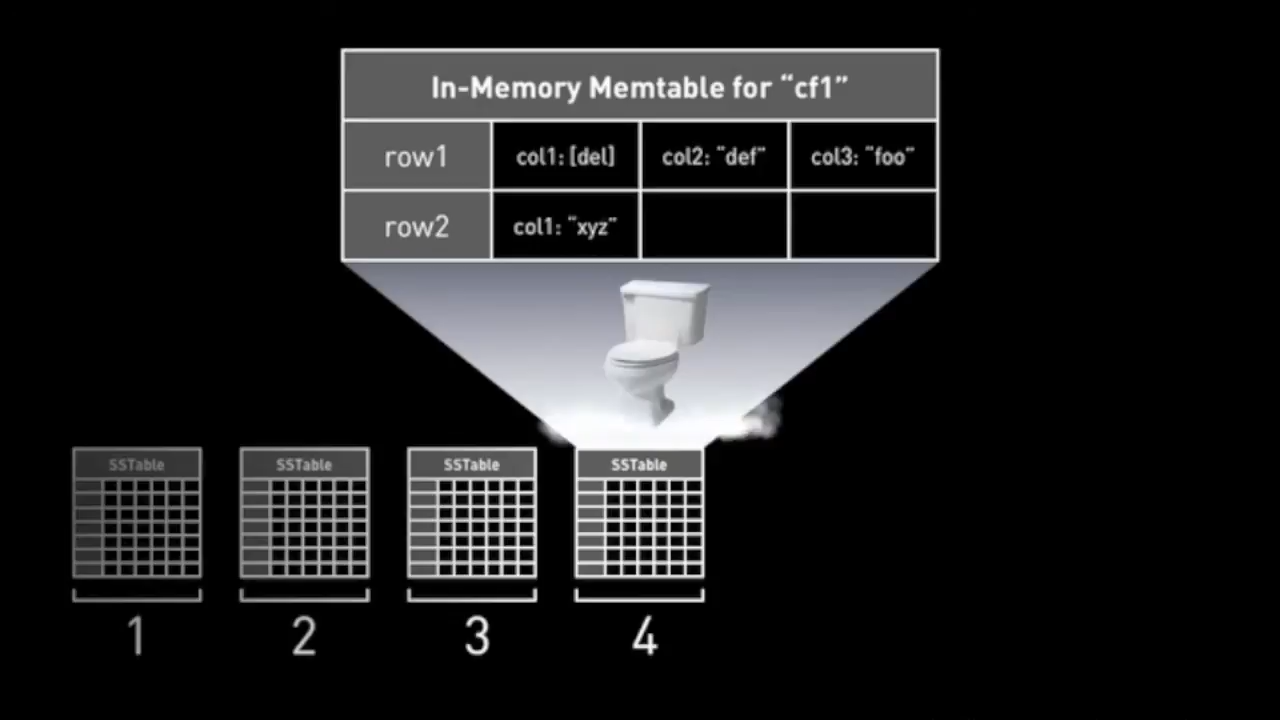 In-Memory Memtable for “cf1”
row1 col1: [del] col2: “def” col3: “foo”
row2 col1: “xyz”
SSTable SSTable SSTable SSTable
1 2 3 4